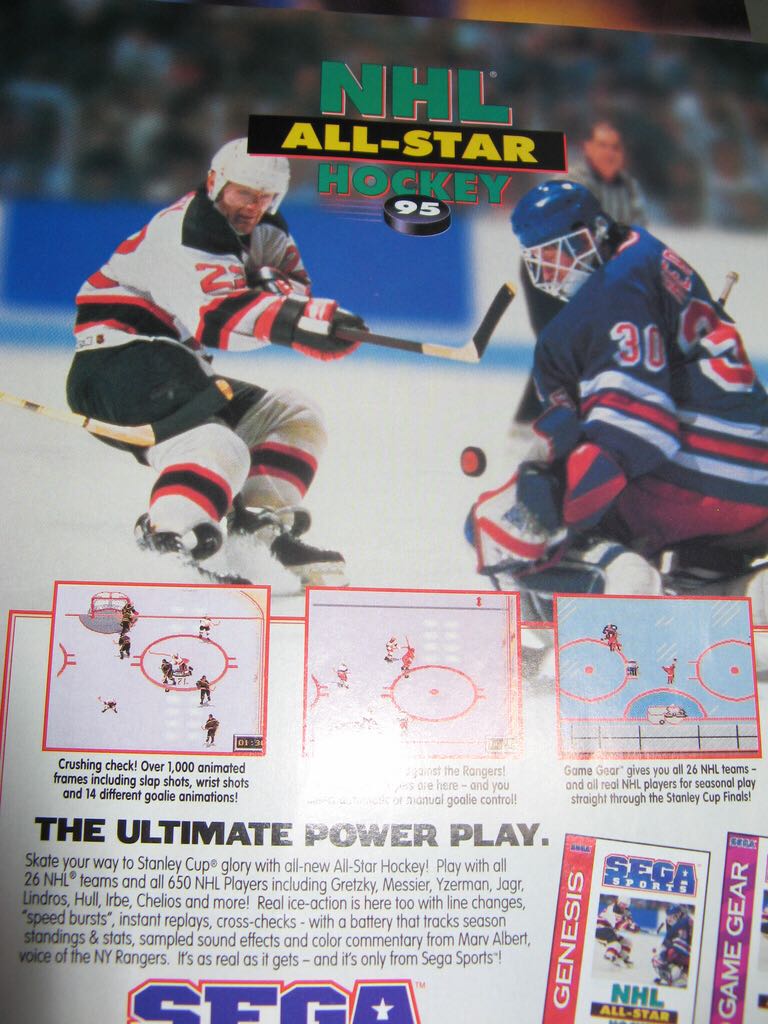 NHL®
ALL-STAR
HOCKEY
95
30
Crushing check! Over 1,000 animated
frames including slap shots, wrist shots
and 14 different goalie animations!
against the Rangers!
are here – and you
manual goalie control!
Game Gear™ gives you all 26 NHL teams –
and all real NHL players for seasonal play
straight through the Stanley Cup Finals!
THE ULTIMATE POWER PLAY.
Skate your way to Stanley Cup® glory with all-new All-Star Hockey! Play with all
26 NHL® teams and all 650 NHL Players including Gretzky, Messier, Yzerman, Jagr,
Lindros, Hull, Irbe, Chelios and more! Real ice-action is here too with line changes,
"speed bursts", instant replays, cross-checks - with a battery that tracks season
standings & stats, sampled sound effects and color commentary from Marv Albert,
voice of the NY Rangers. It's as real as it gets – and it's only from Sega Sports™!
SEGA™
SEGA
GENESIS
SEGA
SPORTS
NHL
ALL-STAR
SEGA
GAME GEAR